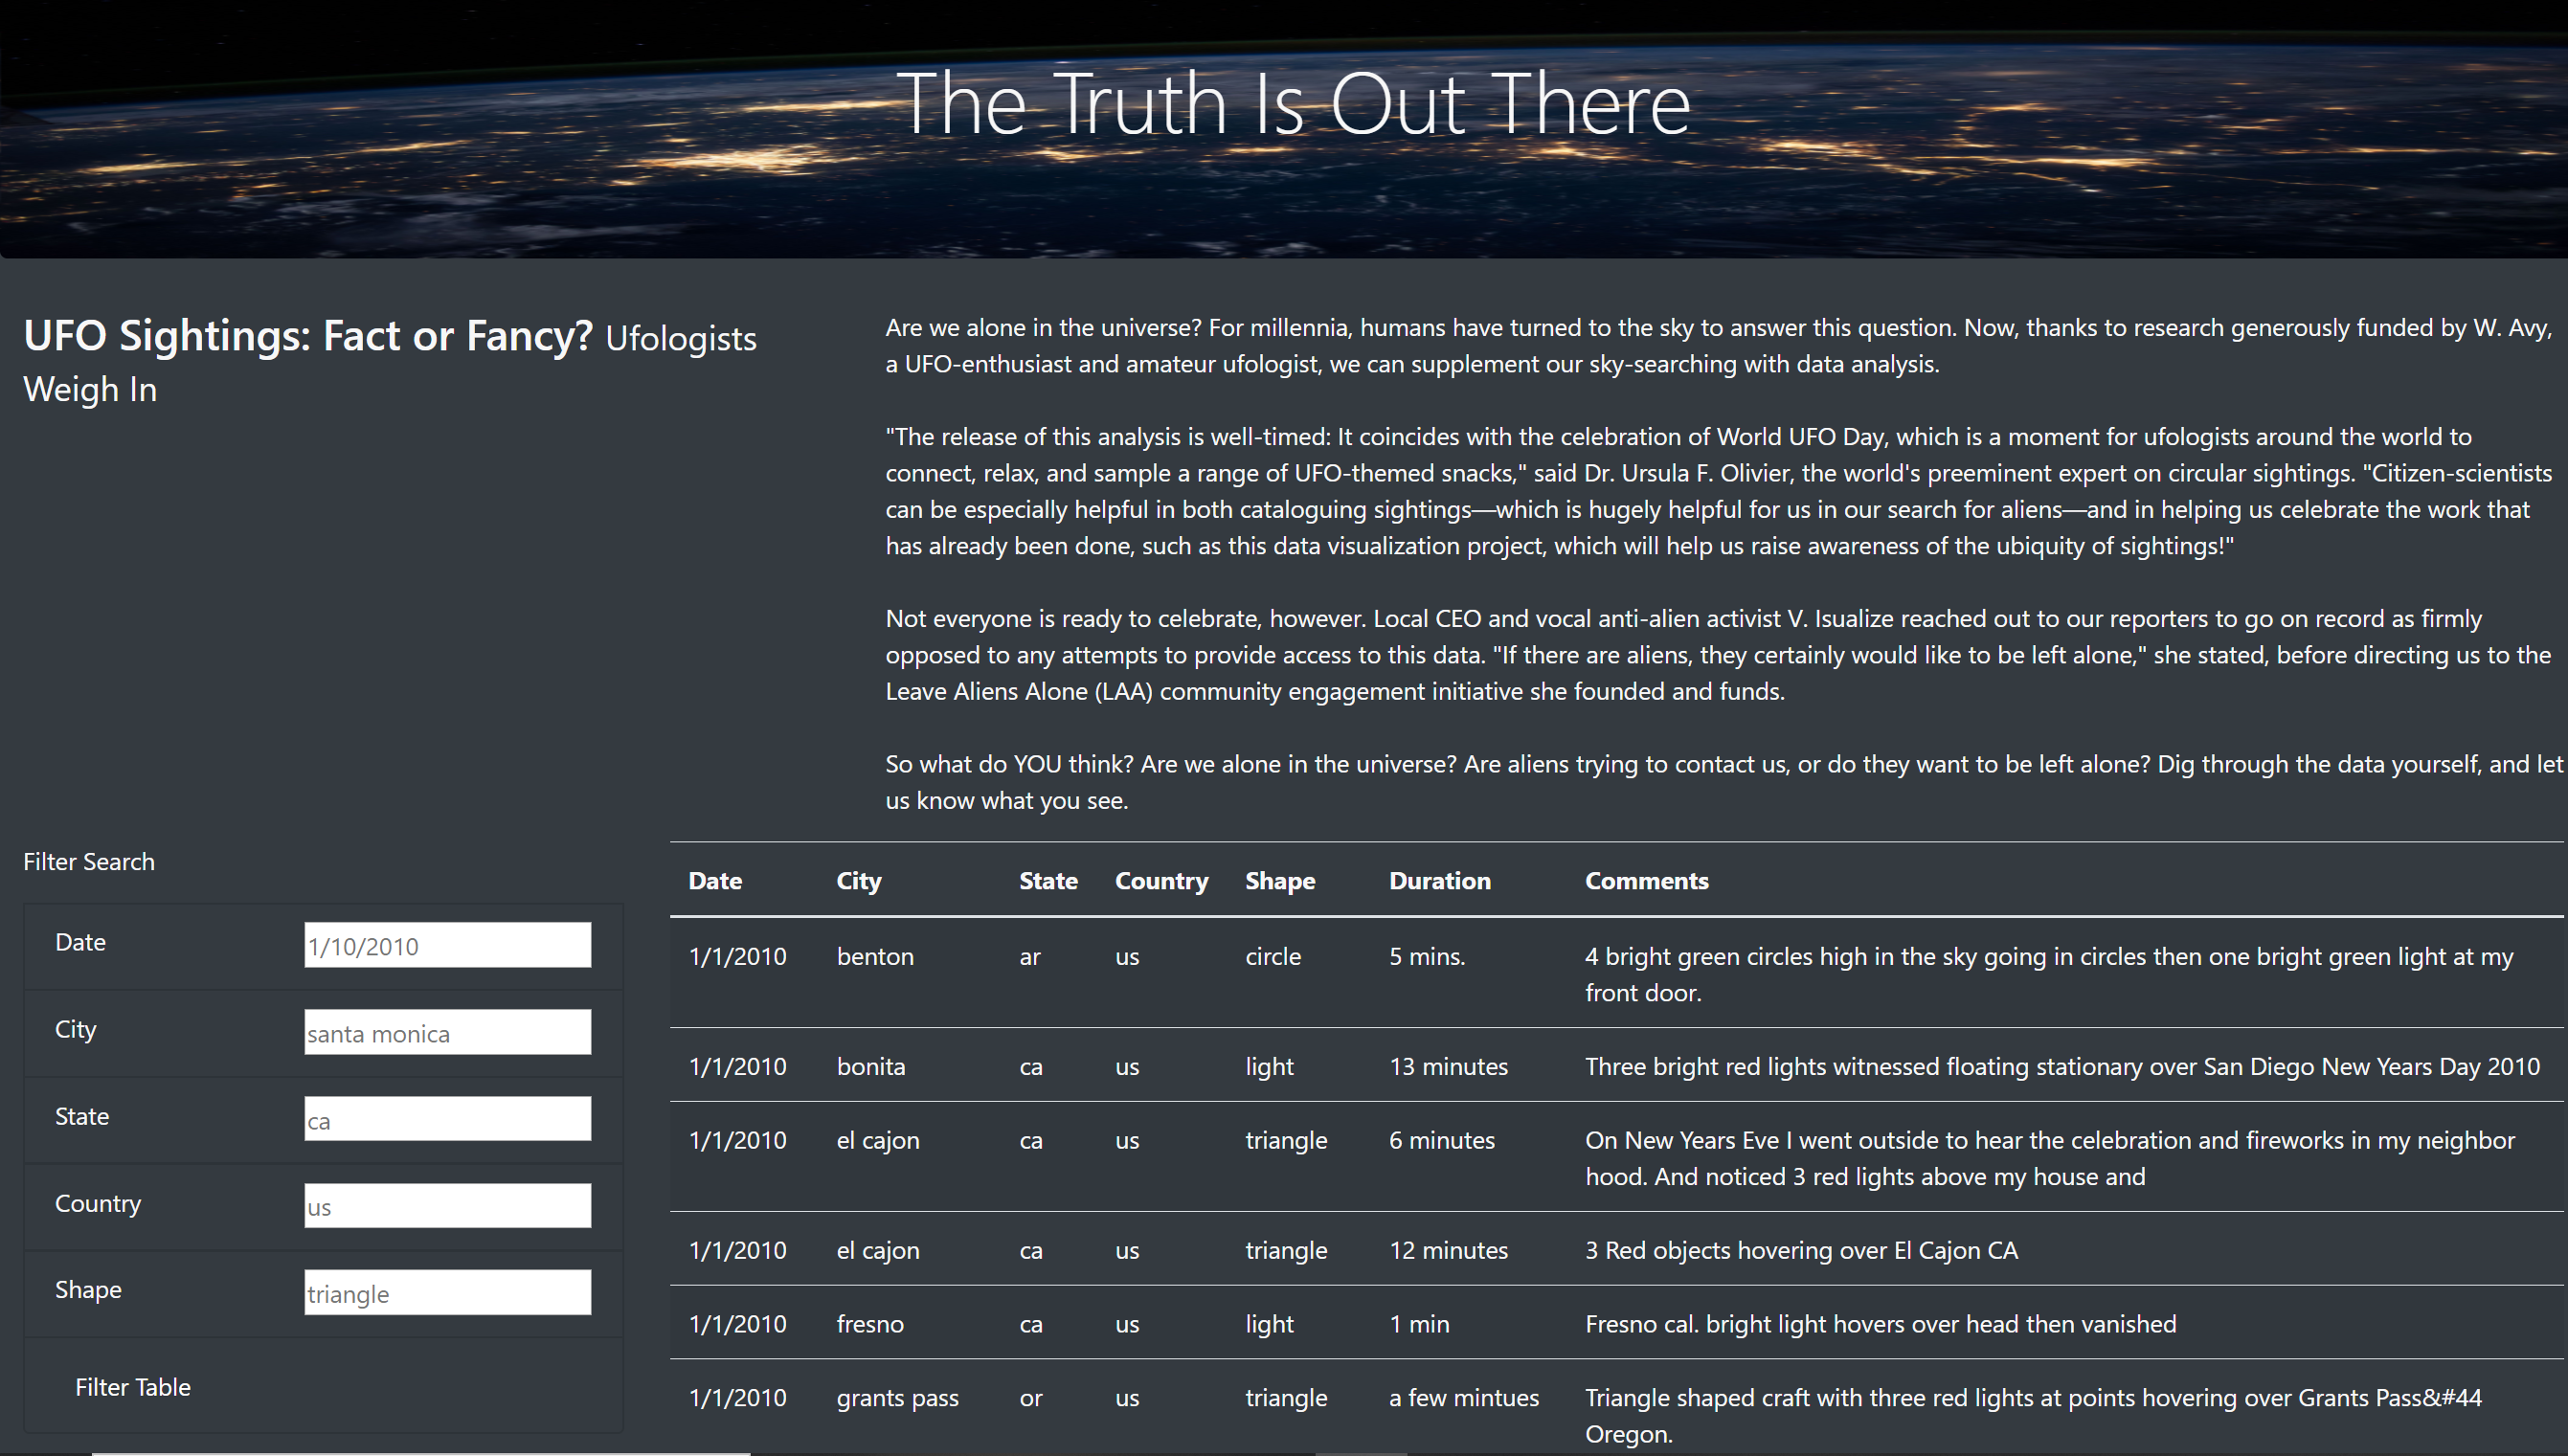 The Truth Is Out There
UFO Sightings: Fact or Fancy? Ufologists
Weigh In
Are we alone in the universe? For millennia, humans have turned to the sky to answer this question. Now, thanks to research generously funded by W. Avy,
a UFO-enthusiast and amateur ufologist, we can supplement our sky-searching with data analysis.
"The release of this analysis is well-timed: It coincides with the celebration of World UFO Day, which is a moment for ufologists around the world to
connect, relax, and sample a range of UFO-themed snacks," said Dr. Ursula F. Olivier, the world's preeminent expert on circular sightings. "Citizen-scientists
can be especially helpful in both cataloguing sightings—which is hugely helpful for us in our search for aliens—and in helping us celebrate the work that
has already been done, such as this data visualization project, which will help us raise awareness of the ubiquity of sightings!"
Not everyone is ready to celebrate, however. Local CEO and vocal anti-alien activist V. Isualize reached out to our reporters to go on record as firmly
opposed to any attempts to provide access to this data. "If there are aliens, they certainly would like to be left alone," she stated, before directing us to the
Leave Aliens Alone (LAA) community engagement initiative she founded and funds.
So what do YOU think? Are we alone in the universe? Are aliens trying to contact us, or do they want to be left alone? Dig through the data yourself, and let
us know what you see.
Filter Search
Date 1/10/2010
City santa monica
State ca
Country us
Shape triangle
Filter Table
Date City State Country Shape Duration Comments
1/1/2010 benton ar us circle 5 mins. 4 bright green circles high in the sky going in circles then one bright green light at my
front door.
1/1/2010 bonita ca us light 13 minutes Three bright red lights witnessed floating stationary over San Diego New Years Day 2010
1/1/2010 el cajon ca us triangle 6 minutes On New Years Eve I went outside to hear the celebration and fireworks in my neighbor
hood. And noticed 3 red lights above my house and
1/1/2010 el cajon ca us triangle 12 minutes 3 Red objects hovering over El Cajon CA
1/1/2010 fresno ca us light 1 min Fresno cal. bright light hovers over head then vanished
1/1/2010 grants pass or us triangle a few mintues Triangle shaped craft with three red lights at points hovering over Grants Pass&#44
Oregon.